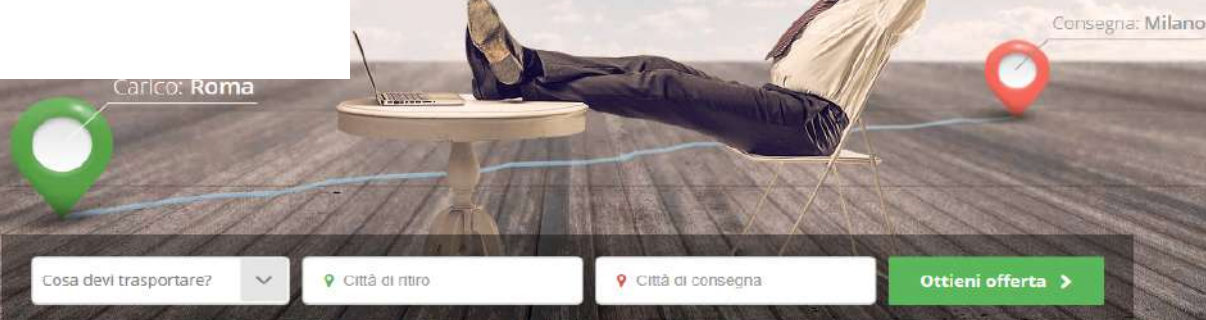 Consegna: Milano
Carico: Roma
Cosa devi trasportare?
Città di ritiro
Città di consegna
Ottieni offerta